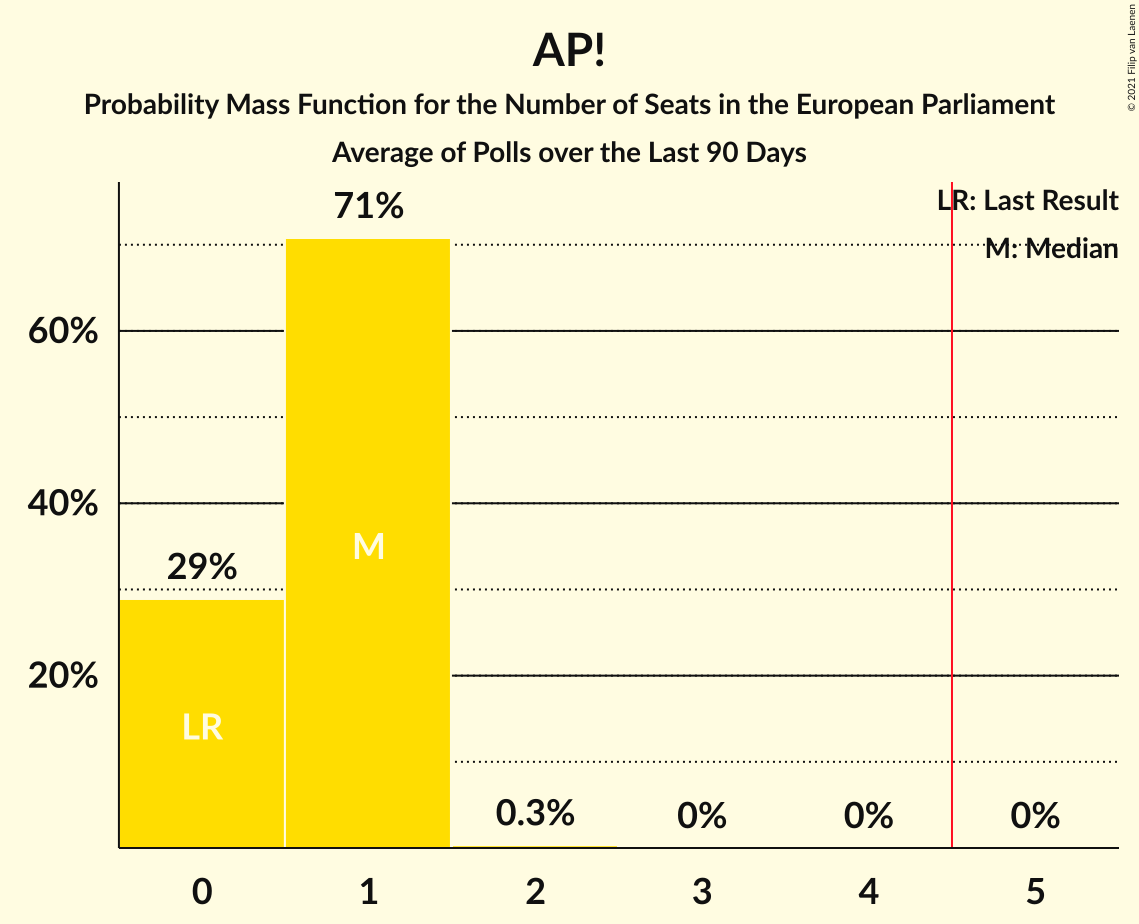 AP!
Probability Mass Function for the Number of Seats in the European Parliament
Average of Polls over the Last 90 Days
© 2021 Filip van Laenen
LR: Last Result
M: Median
71%
60%
40%
29%
20%
M
LR
0.3%
0%
0%
0%
0
1
2
3
4
5